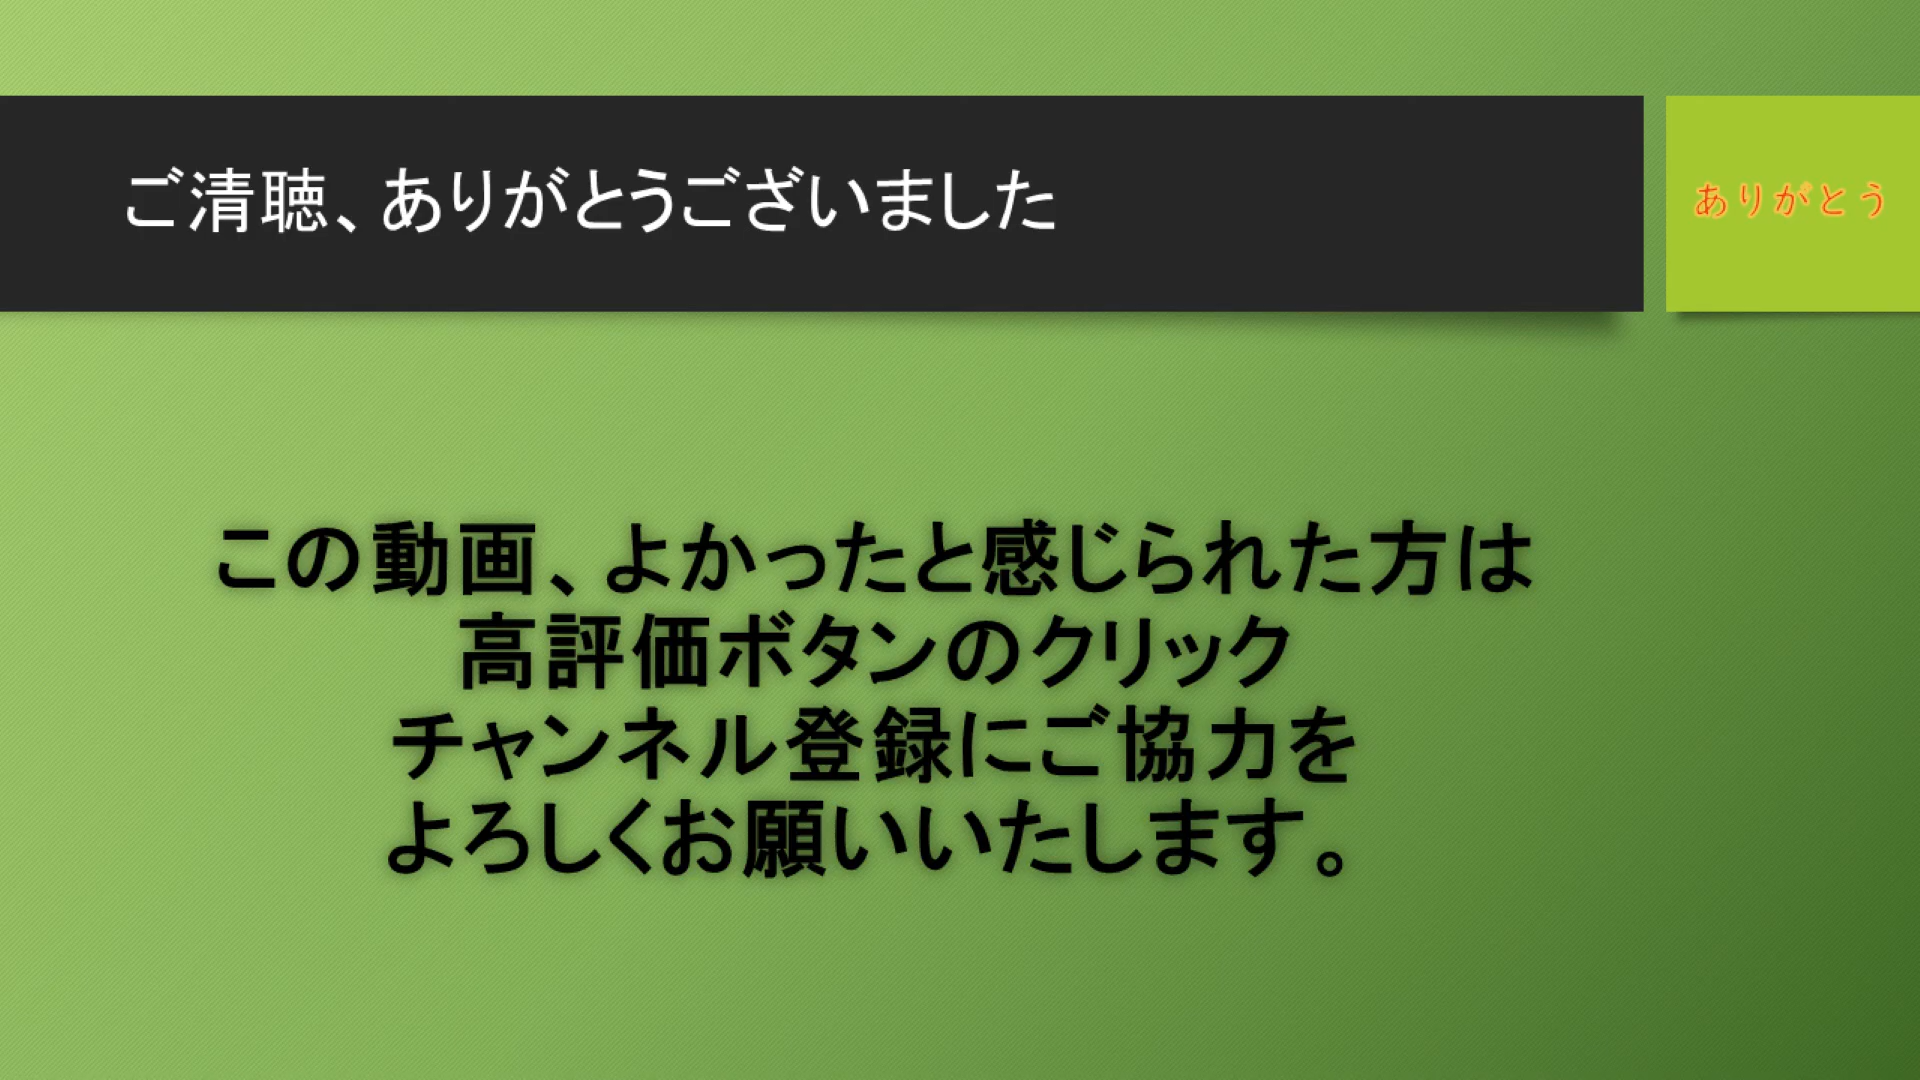 ご清聴、ありがとうございました
ありがとう
この動画、よかったと感じられた方は
高評価ボタンのクリック
チャンネル登録にご協力を
よろしくお願いいたします。